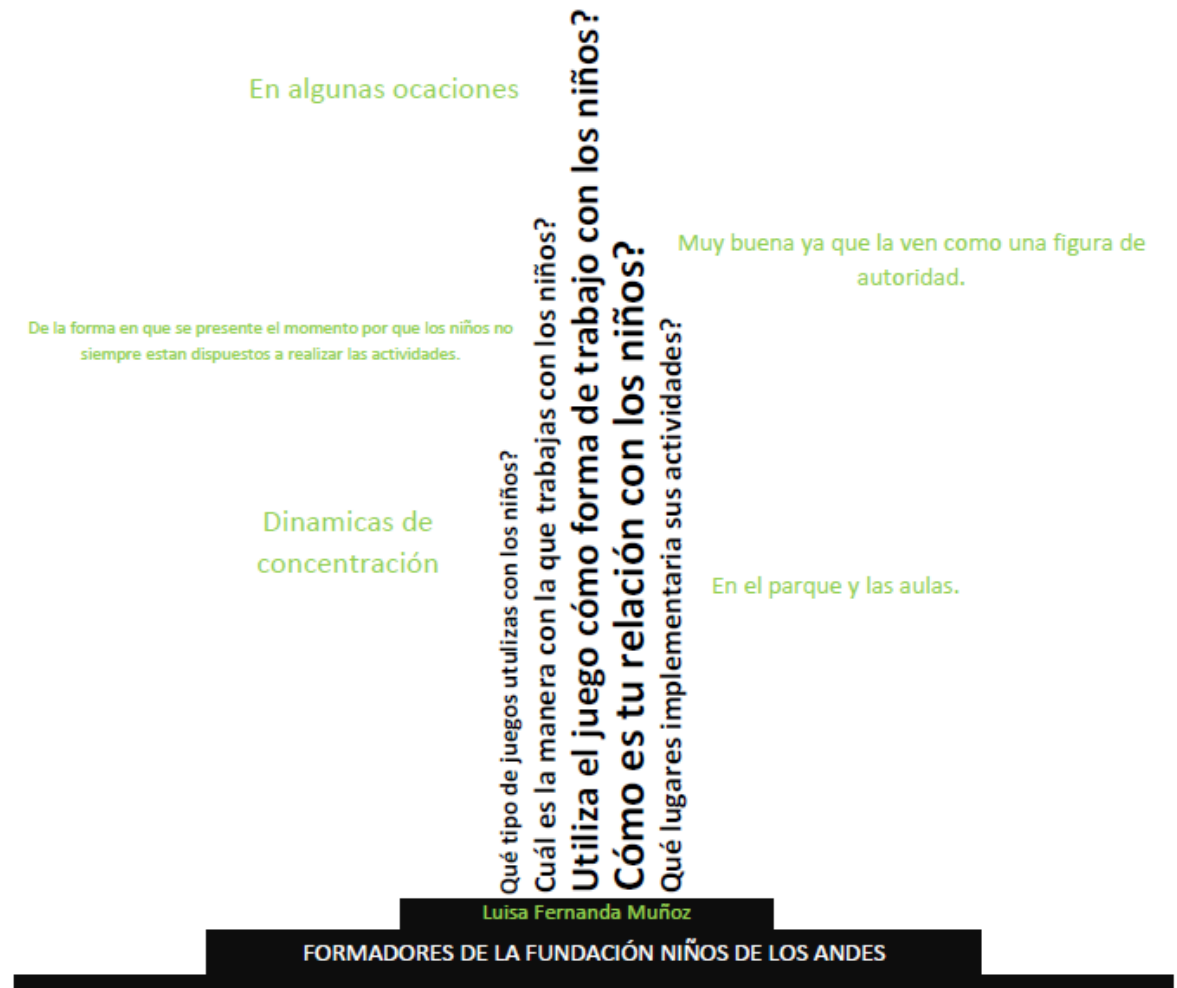 En algunas ocaciones
Muy buena ya que la ven como una figura de
autoridad.
De la forma en que se presente el momento por que los niños no
siempre estan dispuestos a realizar las actividades.
Dinamicas de
concentración
En el parque y las aulas.
Qué tipo de juegos utulizas con los niños?
Cuál es la manera con la que trabajas con los niños?
Utiliza el juego cómo forma de trabajo con los niños?
Cómo es tu relación con los niños?
Qué lugares implementaria sus actividades?
Luisa Fernanda Muñoz
FORMADORES DE LA FUNDACIÓN NIÑOS DE LOS ANDES